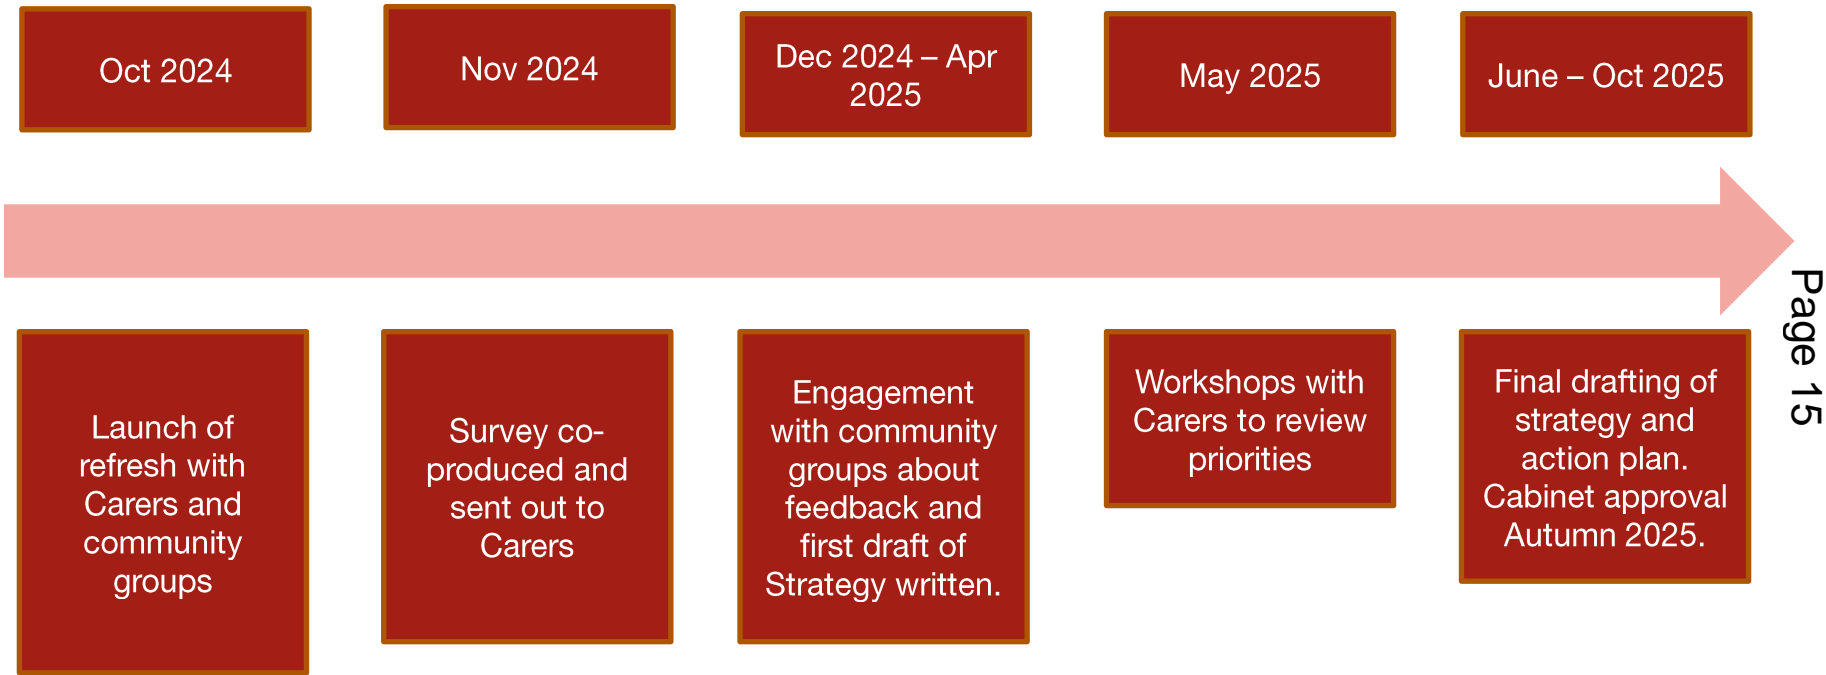 Oct 2024
Nov 2024
Dec 2024 – Apr
2025
May 2025
June – Oct 2025
Launch of
refresh with
Carers and
community
groups
Survey co-
produced and
sent out to
Carers
Engagement
with community
groups about
feedback and
first draft of
Strategy written.
Workshops with
Carers to review
priorities
Final drafting of
strategy and
action plan.
Cabinet approval
Autumn 2025.
Page 15